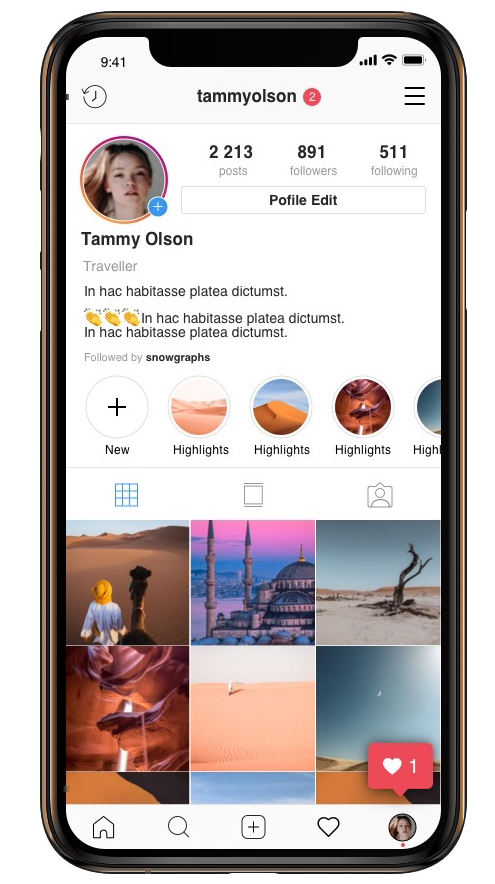 9:41
tammyolson 2
2 213 891 511
posts followers following
Pofile Edit
Tammy Olson
Traveller
In hac habitasse platea dictumst.
👏👏👏In hac habitasse platea dictumst.
In hac habitasse platea dictumst.
Followed by snowgraphs
New Highlights Highlights Highlights Highl
1